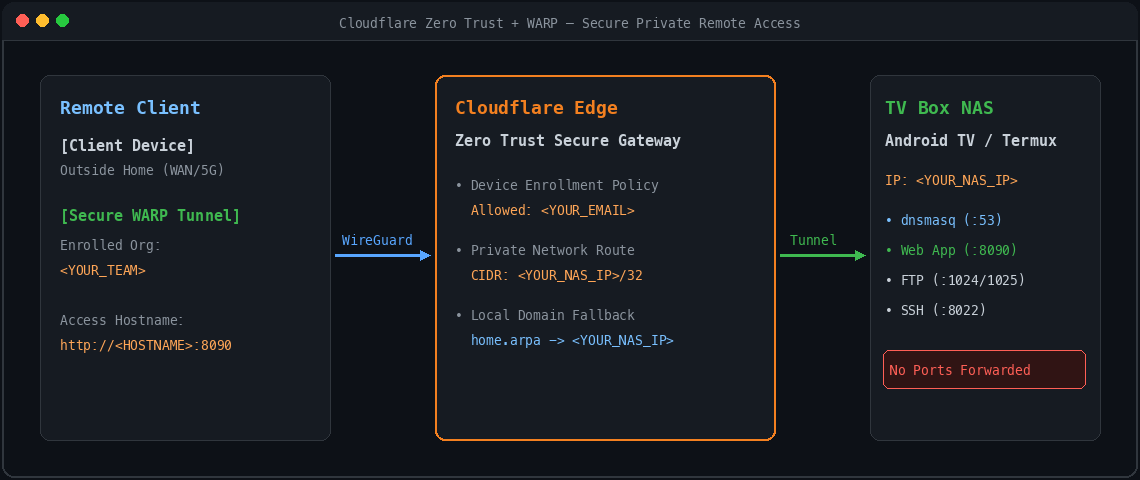 Cloudflare Zero Trust + WARP — Secure Private Remote Access
Remote Client
[Client Device]
Outside Home (WAN/5G)
[Secure WARP Tunnel]
Enrolled Org:
<YOUR_TEAM>
Access Hostname:
http://<HOSTNAME>:8090
WireGuard
Cloudflare Edge
Zero Trust Secure Gateway
• Device Enrollment Policy
Allowed: <YOUR_EMAIL>
• Private Network Route
CIDR: <YOUR_NAS_IP>/32
• Local Domain Fallback
home.arpa —> <YOUR_NAS_IP>
Tunnel
TV Box NAS
Android TV / Termux
IP: <YOUR_NAS_IP>
• dnsmasq (:53)
• Web App (:8090)
• FTP (:1024/1025)
• SSH (:8022)
No Ports Forwarded